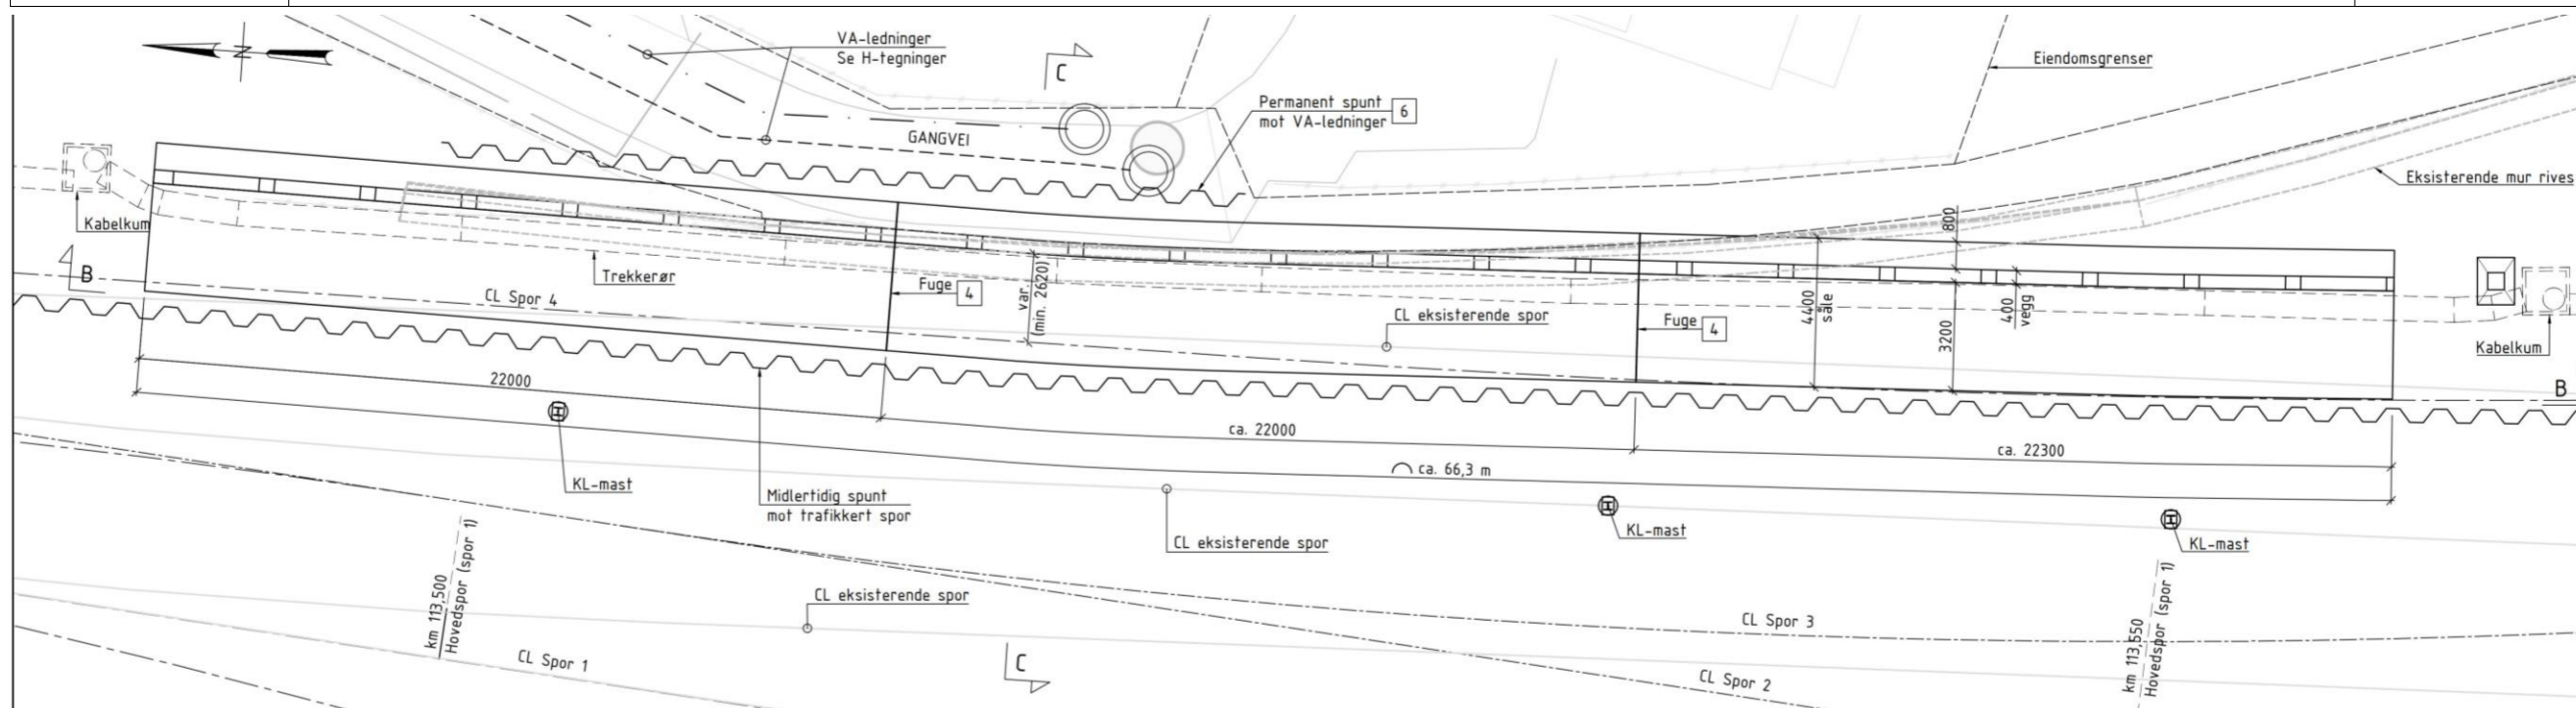 N
VA-ledninger
Se H-tegninger
C
Eiendomsgrenser
Permanent spunt
mot VA-ledninger 6
GANGVEI
Eksisterende mur rives
Kabelkum
800
B
Trekkerør
CL Spor 4
Fuge 4
var.
(min. 2620)
CL eksisterende spor
Fuge 4
4400
såle
3200
400
vegg
Kabelkum
B
22000
ca. 22000
ca. 22300
ca. 66,3 m
KL-mast
Midlertidig spunt
mot trafikkert spor
KL-mast
KL-mast
CL eksisterende spor
km 113,500
Hovedspor (spor 1)
CL eksisterende spor
CL Spor 3
km 113,550
Hovedspor (spor 1)
CL Spor 1
C
CL Spor 2